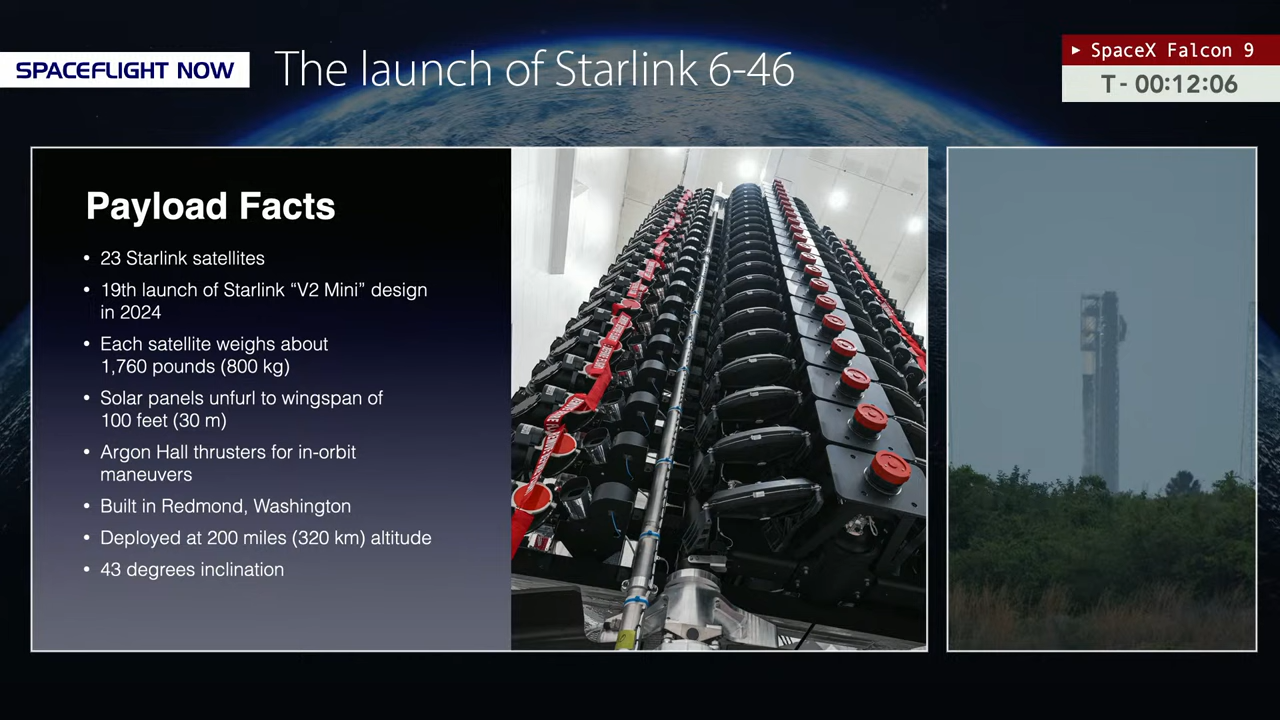 SPACEFLIGHT NOW
The launch of Starlink 6-46
▸ SpaceX Falcon 9
T - 00:12:06
Payload Facts
• 23 Starlink satellites
• 19th launch of Starlink “V2 Mini” design
in 2024
• Each satellite weighs about
1,760 pounds (800 kg)
• Solar panels unfurl to wingspan of
100 feet (30 m)
• Argon Hall thrusters for in-orbit
maneuvers
• Built in Redmond, Washington
• Deployed at 200 miles (320 km) altitude
• 43 degrees inclination